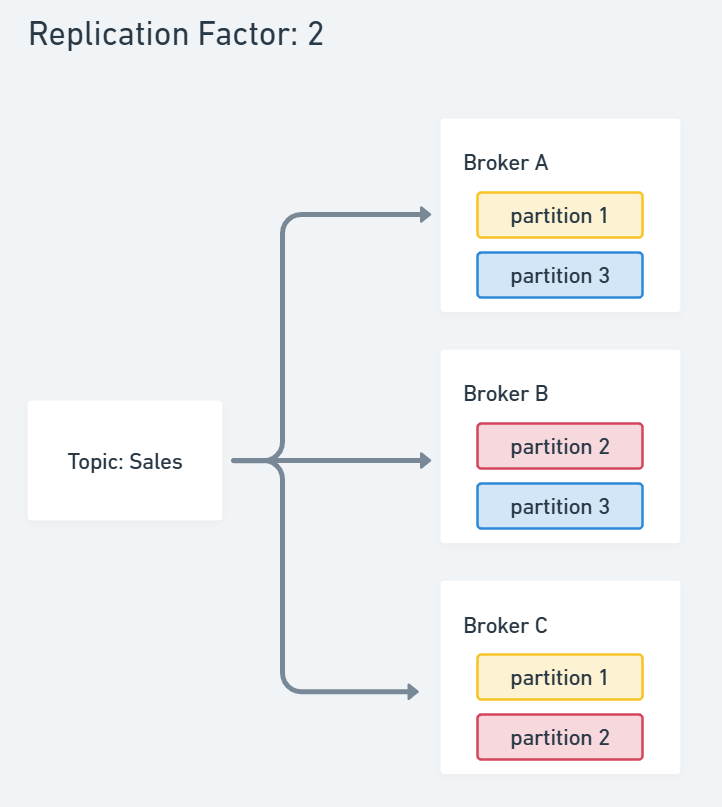 Replication Factor: 2
Broker A
partition 1
partition 3
Broker B
partition 2
partition 3
Topic: Sales
Broker C
partition 1
partition 2